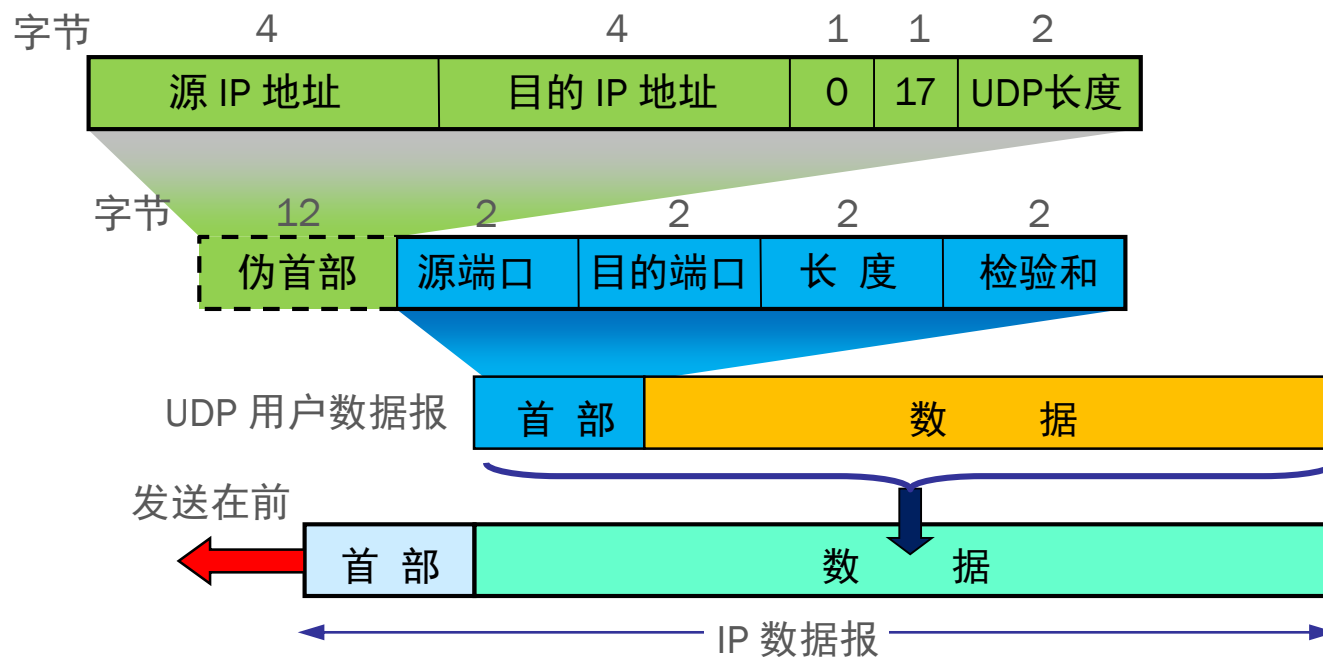 字节 4 4 1 1 2
源 IP 地址 目的 IP 地址 0 17 UDP长度
字节 12 2 2 2 2
伪首部 源端口 目的端口 长 度 检验和
UDP 用户数据报 首 部 数 据
发送在前
首 部 数 据
IP 数据报